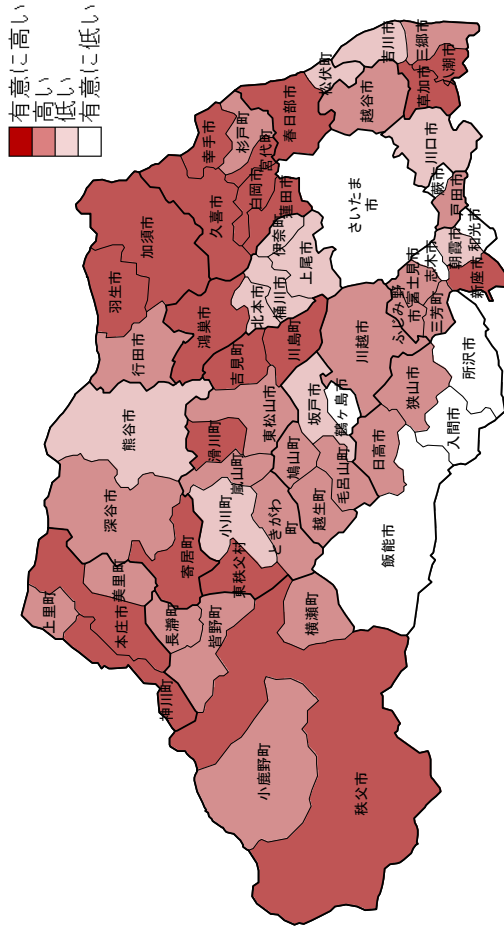 有意に高い
高い
低い
有意に低い
上里町
本庄市
美里町
神川町
深谷市
熊谷市
行田市
羽生市
加須市
寄居町
長瀞町
皆野町
東秩父村
小川町
嵐山町
滑川町
吉見町
鴻巣市
久喜市
幸手市
杉戸町
宮代町
白岡市
蓮田市
春日部市
北本市
桶川市
伊奈町
上尾市
川島町
東松山市
ときがわ
町
鳩山町
坂戸市
鶴ヶ島市
越生町
毛呂山町
日高市
川越市
さいたま
市
越谷市
松伏町
吉川市
三郷市
八潮市
草加市
川口市
蕨市
戸田市
和光市
朝霞市
志木市
新座市
富士見市
ふじみ野
市
三芳町
所沢市
狭山市
入間市
飯能市
横瀬町
小鹿野町
秩父市